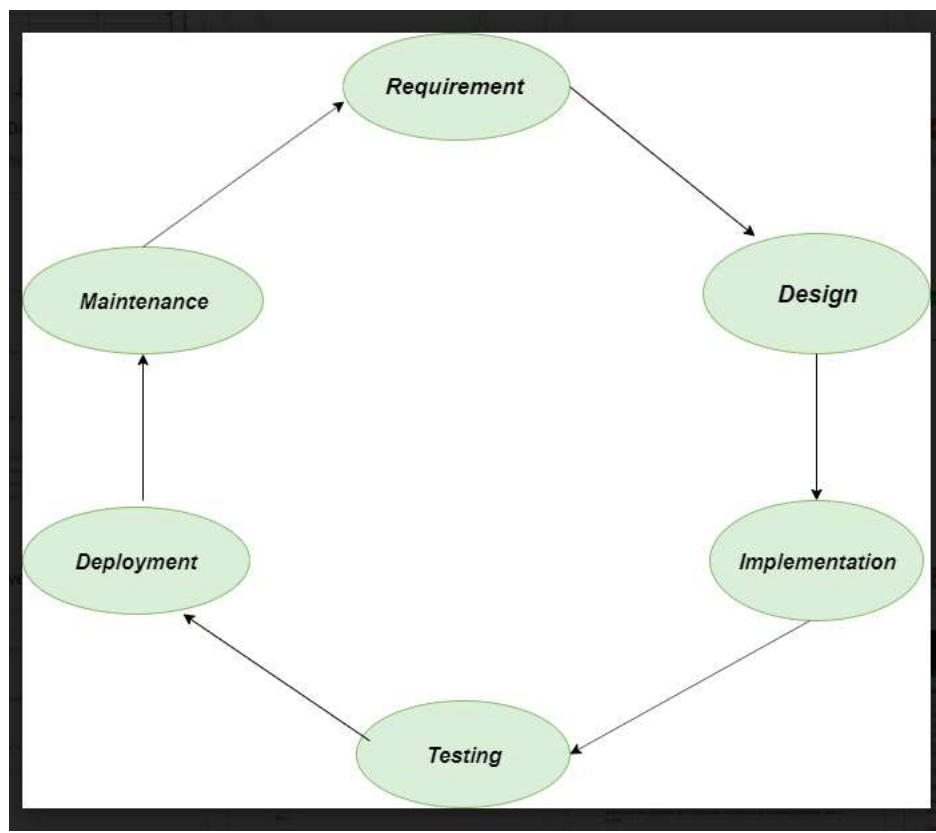 Requirement
Design
Implementation
Testing
Deployment
Maintenance